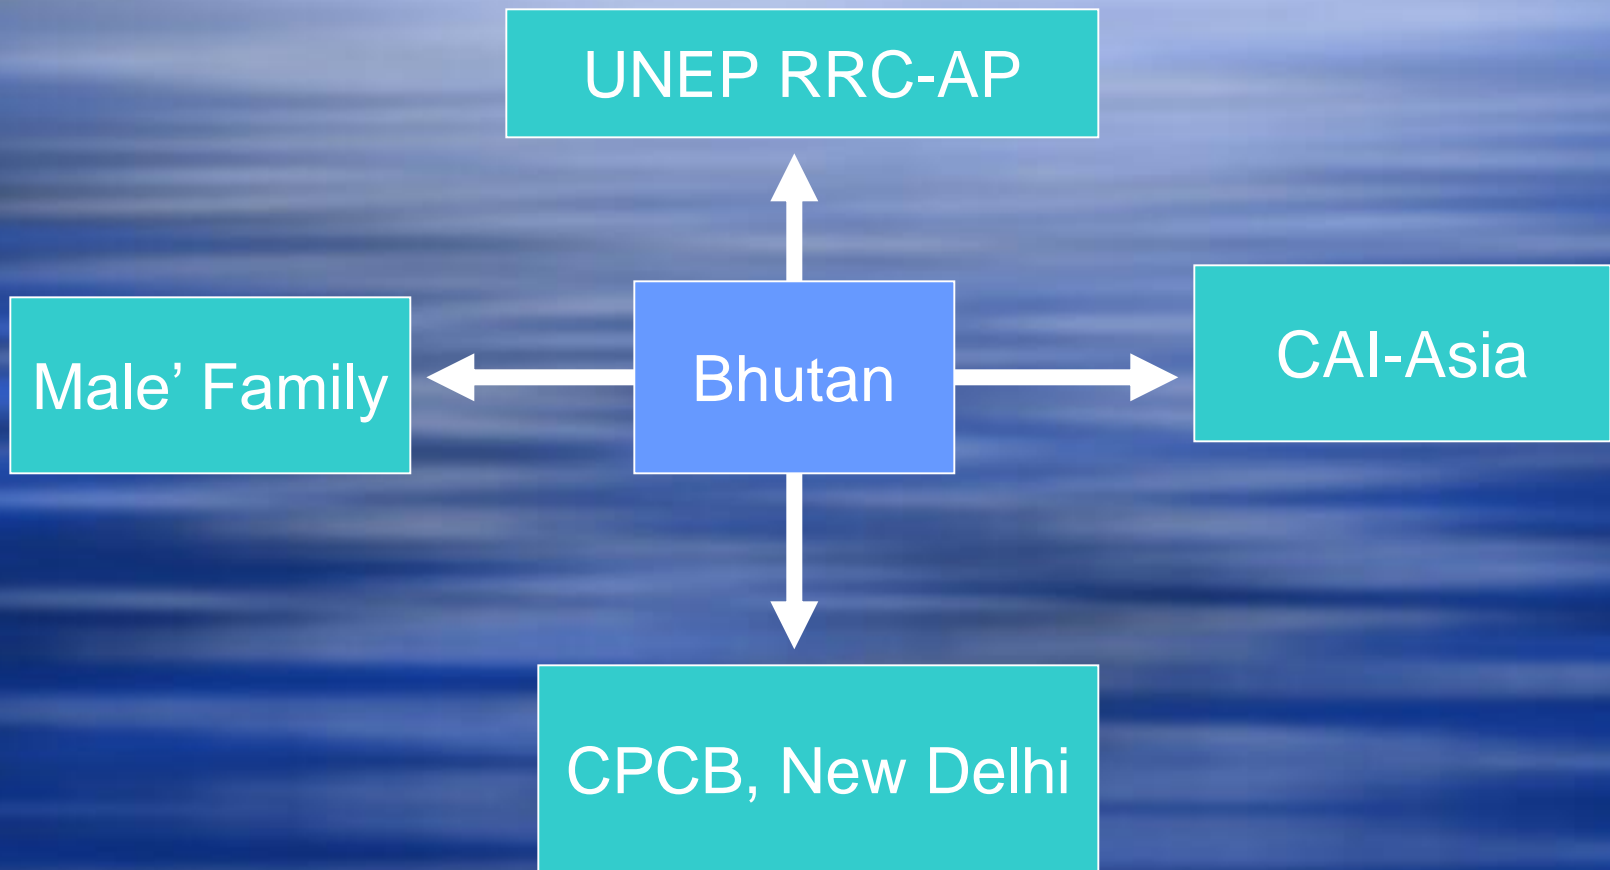 UNEP RRC-AP
Male’ Family
Bhutan
CAI-Asia
CPCB, New Delhi